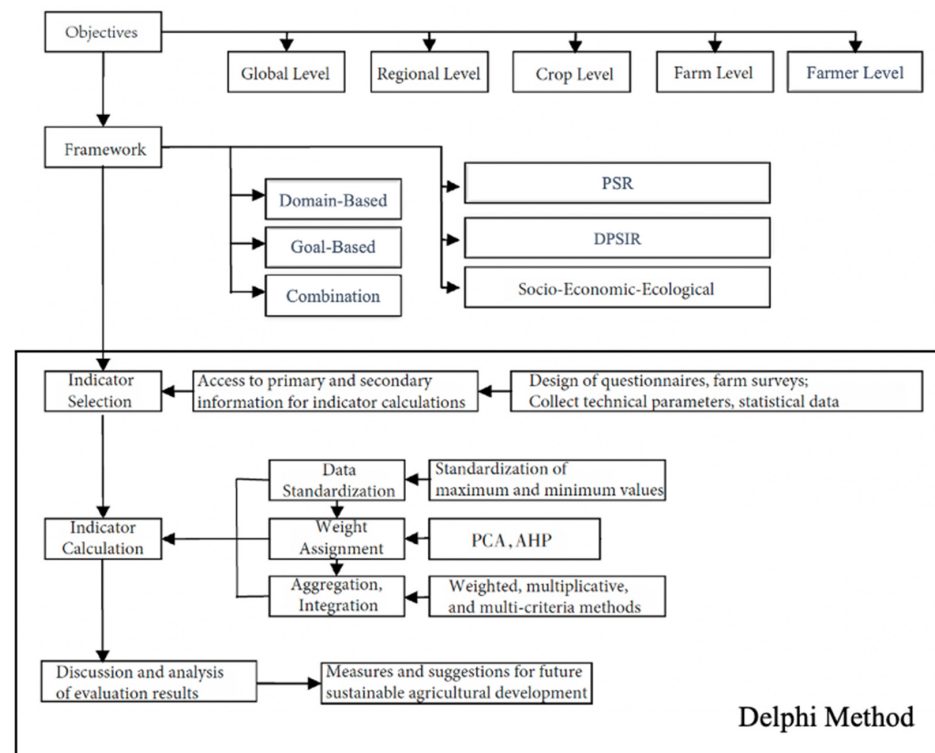 Objectives
Global Level
Regional Level
Crop Level
Farm Level
Farmer Level
Framework
Domain-Based
Goal-Based
Combination
PSR
DPSIR
Socio-Economic-Ecological
Indicator
Selection
Access to primary and secondary
information for indicator calculations
Design of questionnaires, farm surveys;
Collect technical parameters, statistical data
Data
Standardization
Standardization of
maximum and minimum values
Indicator
Calculation
Weight
Assignment
PCA, AHP
Aggregation,
Integration
Weighted, multiplicative,
and multi-criteria methods
Discussion and analysis
of evaluation results
Measures and suggestions for future
sustainable agricultural development
Delphi Method